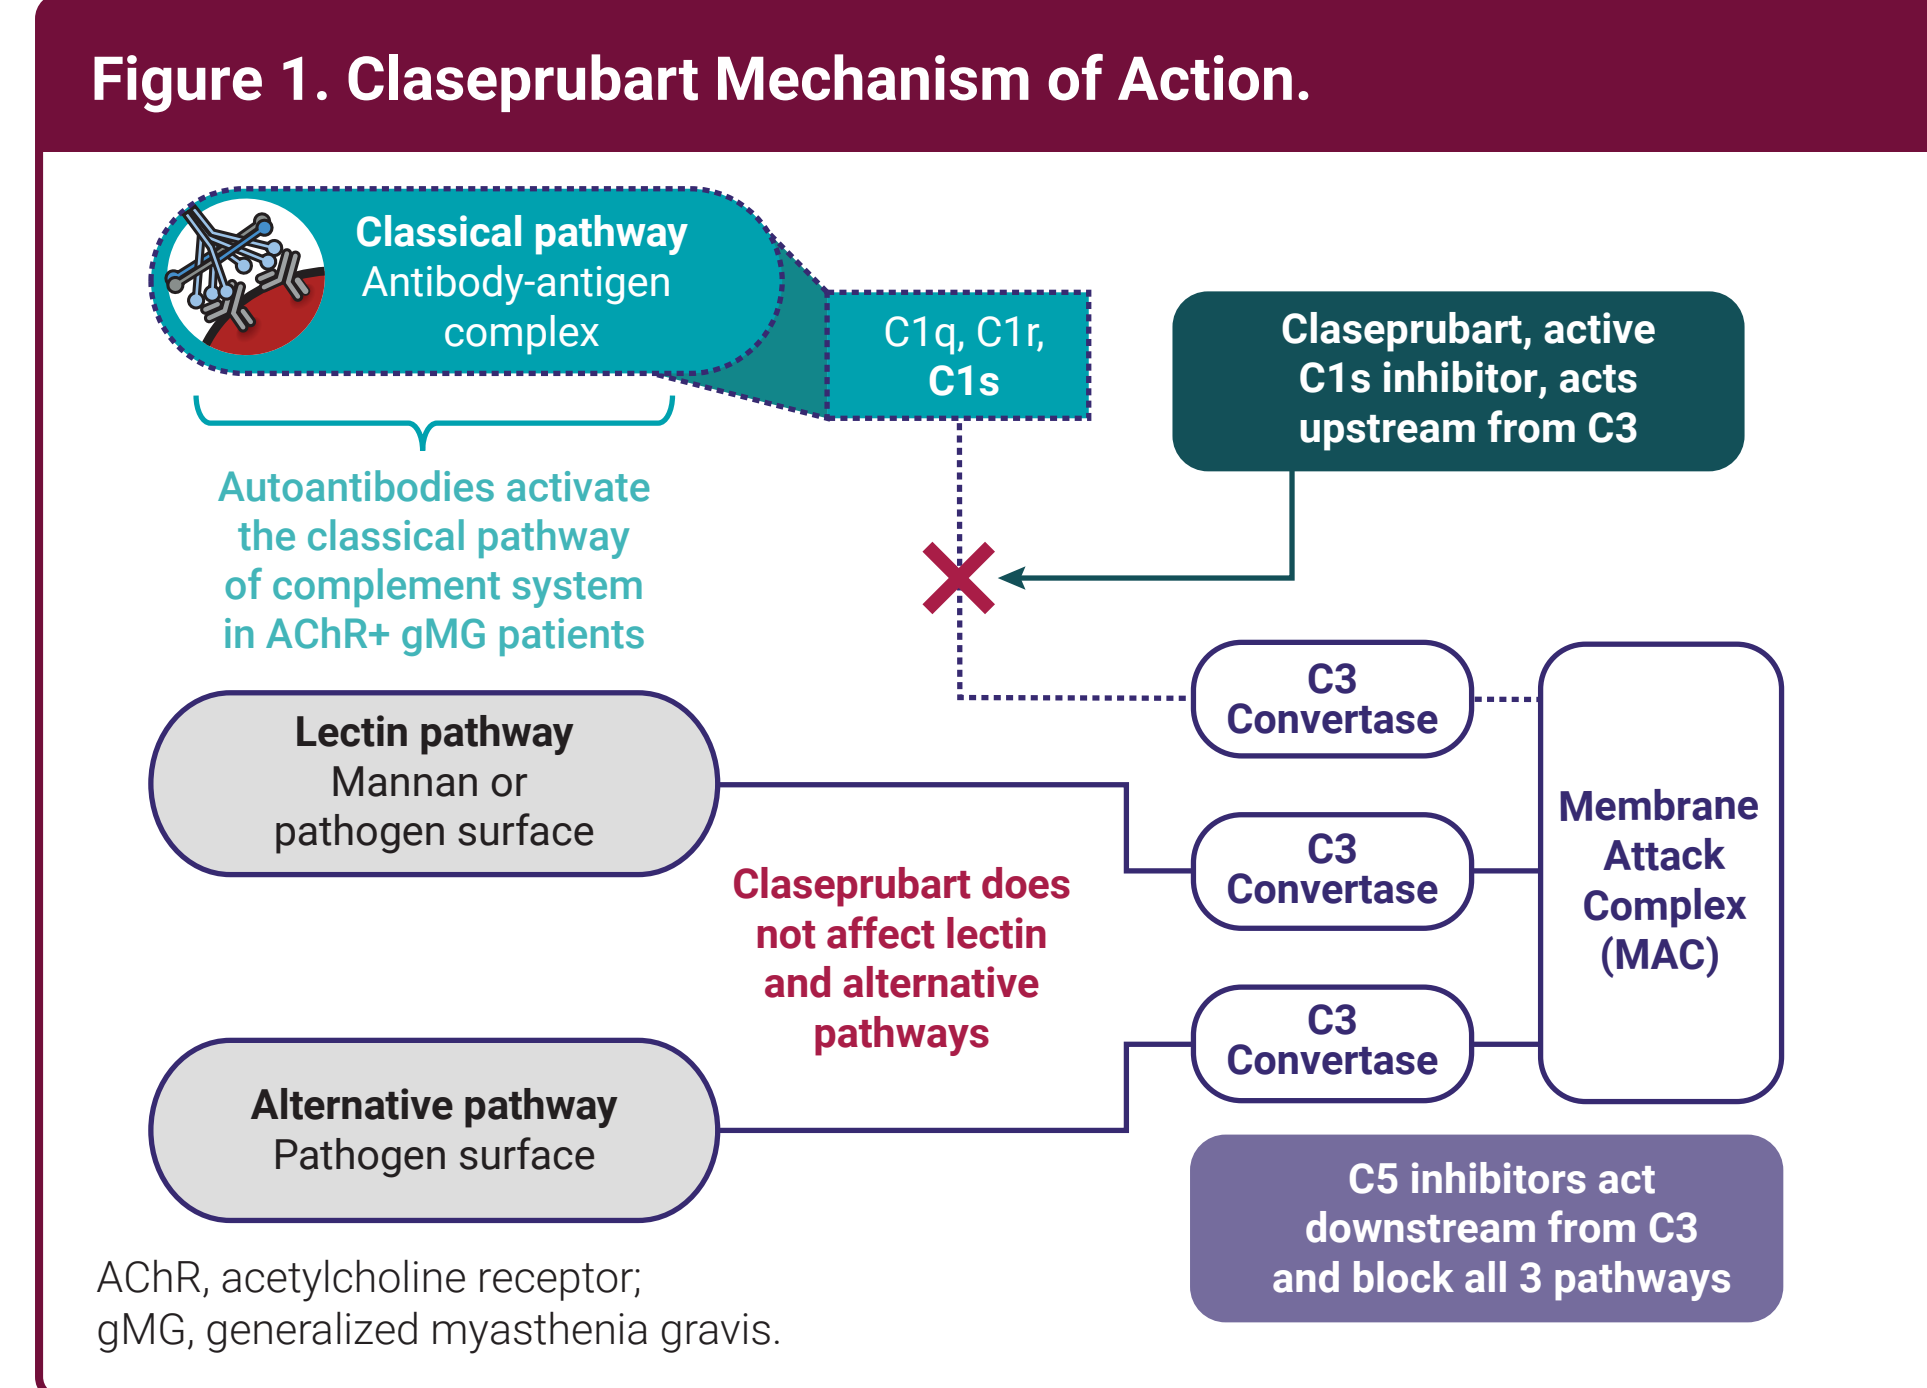 Figure 1. Claseprubart Mechanism of Action.
Classical pathway
Antibody-antigen
complex
C1q, C1r,
C1s
Claseprubart, active
C1s inhibitor, acts
upstream from C3
Autoantibodies activate
the classical pathway
of complement system
in AChR+ gMG patients
C3
Convertase
Lectin pathway
Mannan or
pathogen surface
C3
Convertase
Membrane
Attack
Complex
(MAC)
Claseprubart does
not affect lectin
and alternative
pathways
C3
Convertase
Alternative pathway
Pathogen surface
C5 inhibitors act
downstream from C3
and block all 3 pathways
AChR, acetylcholine receptor;
gMG, generalized myasthenia gravis.